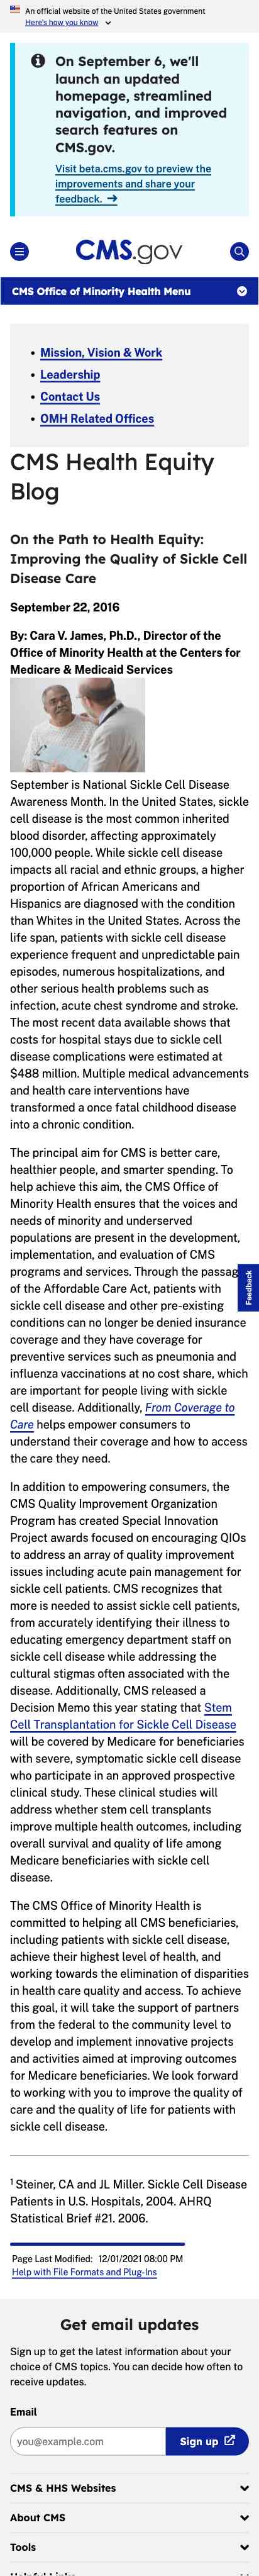 An official website of the United States government
Here's how you know
On September 6, we'll
launch an updated
homepage, streamlined
navigation, and improved
search features on
CMS.gov.
Visit beta.cms.gov to preview the
improvements and share your
feedback.
CMS.gov
CMS Office of Minority Health Menu
• Mission, Vision & Work
• Leadership
• Contact Us
• OMH Related Offices
CMS Health Equity
Blog
On the Path to Health Equity:
Improving the Quality of Sickle Cell
Disease Care
September 22, 2016
By: Cara V. James, Ph.D., Director of the
Office of Minority Health at the Centers for
Medicare & Medicaid Services
September is National Sickle Cell Disease
Awareness Month. In the United States, sickle
cell disease is the most common inherited
blood disorder, affecting approximately
100,000 people. While sickle cell disease
impacts all racial and ethnic groups, a higher
proportion of African Americans and
Hispanics are diagnosed with the condition
than Whites in the United States. Across the
life span, patients with sickle cell disease
experience frequent and unpredictable pain
episodes, numerous hospitalizations, and
other serious health problems such as
infection, acute chest syndrome and stroke.
The most recent data available shows that
costs for hospital stays due to sickle cell
disease complications were estimated at
$488 million. Multiple medical advancements
and health care interventions have
transformed a once fatal childhood disease
into a chronic condition.
The principal aim for CMS is better care,
healthier people, and smarter spending. To
help achieve this aim, the CMS Office of
Minority Health ensures that the voices and
needs of minority and underserved
populations are present in the development,
implementation, and evaluation of CMS
programs and services. Through the passag
of the Affordable Care Act, patients with
sickle cell disease and other pre-existing
conditions can no longer be denied insurance
coverage and they have coverage for
preventive services such as pneumonia and
influenza vaccinations at no cost share, which
are important for people living with sickle
cell disease. Additionally, From Coverage to
Care helps empower consumers to
understand their coverage and how to access
the care they need.
Feedback
In addition to empowering consumers, the
CMS Quality Improvement Organization
Program has created Special Innovation
Project awards focused on encouraging QIOs
to address an array of quality improvement
issues including acute pain management for
sickle cell patients. CMS recognizes that
more is needed to assist sickle cell patients,
from accurately identifying their illness to
educating emergency department staff on
sickle cell disease while addressing the
cultural stigmas often associated with the
disease. Additionally, CMS released a
Decision Memo this year stating that Stem
Cell Transplantation for Sickle Cell Disease
will be covered by Medicare for beneficiaries
with severe, symptomatic sickle cell disease
who participate in an approved prospective
clinical study. These clinical studies will
address whether stem cell transplants
improve multiple health outcomes, including
overall survival and quality of life among
Medicare beneficiaries with sickle cell
disease.
The CMS Office of Minority Health is
committed to helping all CMS beneficiaries,
including patients with sickle cell disease,
achieve their highest level of health, and
working towards the elimination of disparities
in health care quality and access. To achieve
this goal, it will take the support of partners
from the federal to the community level to
develop and implement innovative projects
and activities aimed at improving outcomes
for Medicare beneficiaries. We look forward
to working with you to improve the quality of
care and the quality of life for patients with
sickle cell disease.
1 Steiner, CA and JL Miller. Sickle Cell Disease
Patients in U.S. Hospitals, 2004. AHRQ
Statistical Brief #21. 2006.
Page Last Modified: 12/01/2021 08:00 PM
Help with File Formats and Plug-Ins
Get email updates
Sign up to get the latest information about your
choice of CMS topics. You can decide how often to
receive updates.
Email
you@example.com
Sign up
CMS & HHS Websites
About CMS
Tools